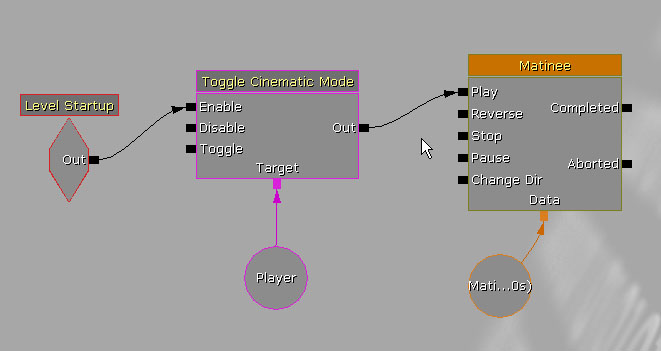 Level Startup
Out
Toggle Cinematic Mode
Enable
Disable
Toggle
Out
Target
Player
Matinee
Play
Reverse
Stop
Pause
Change Dir
Completed
Aborted
Data
Mati...0s)